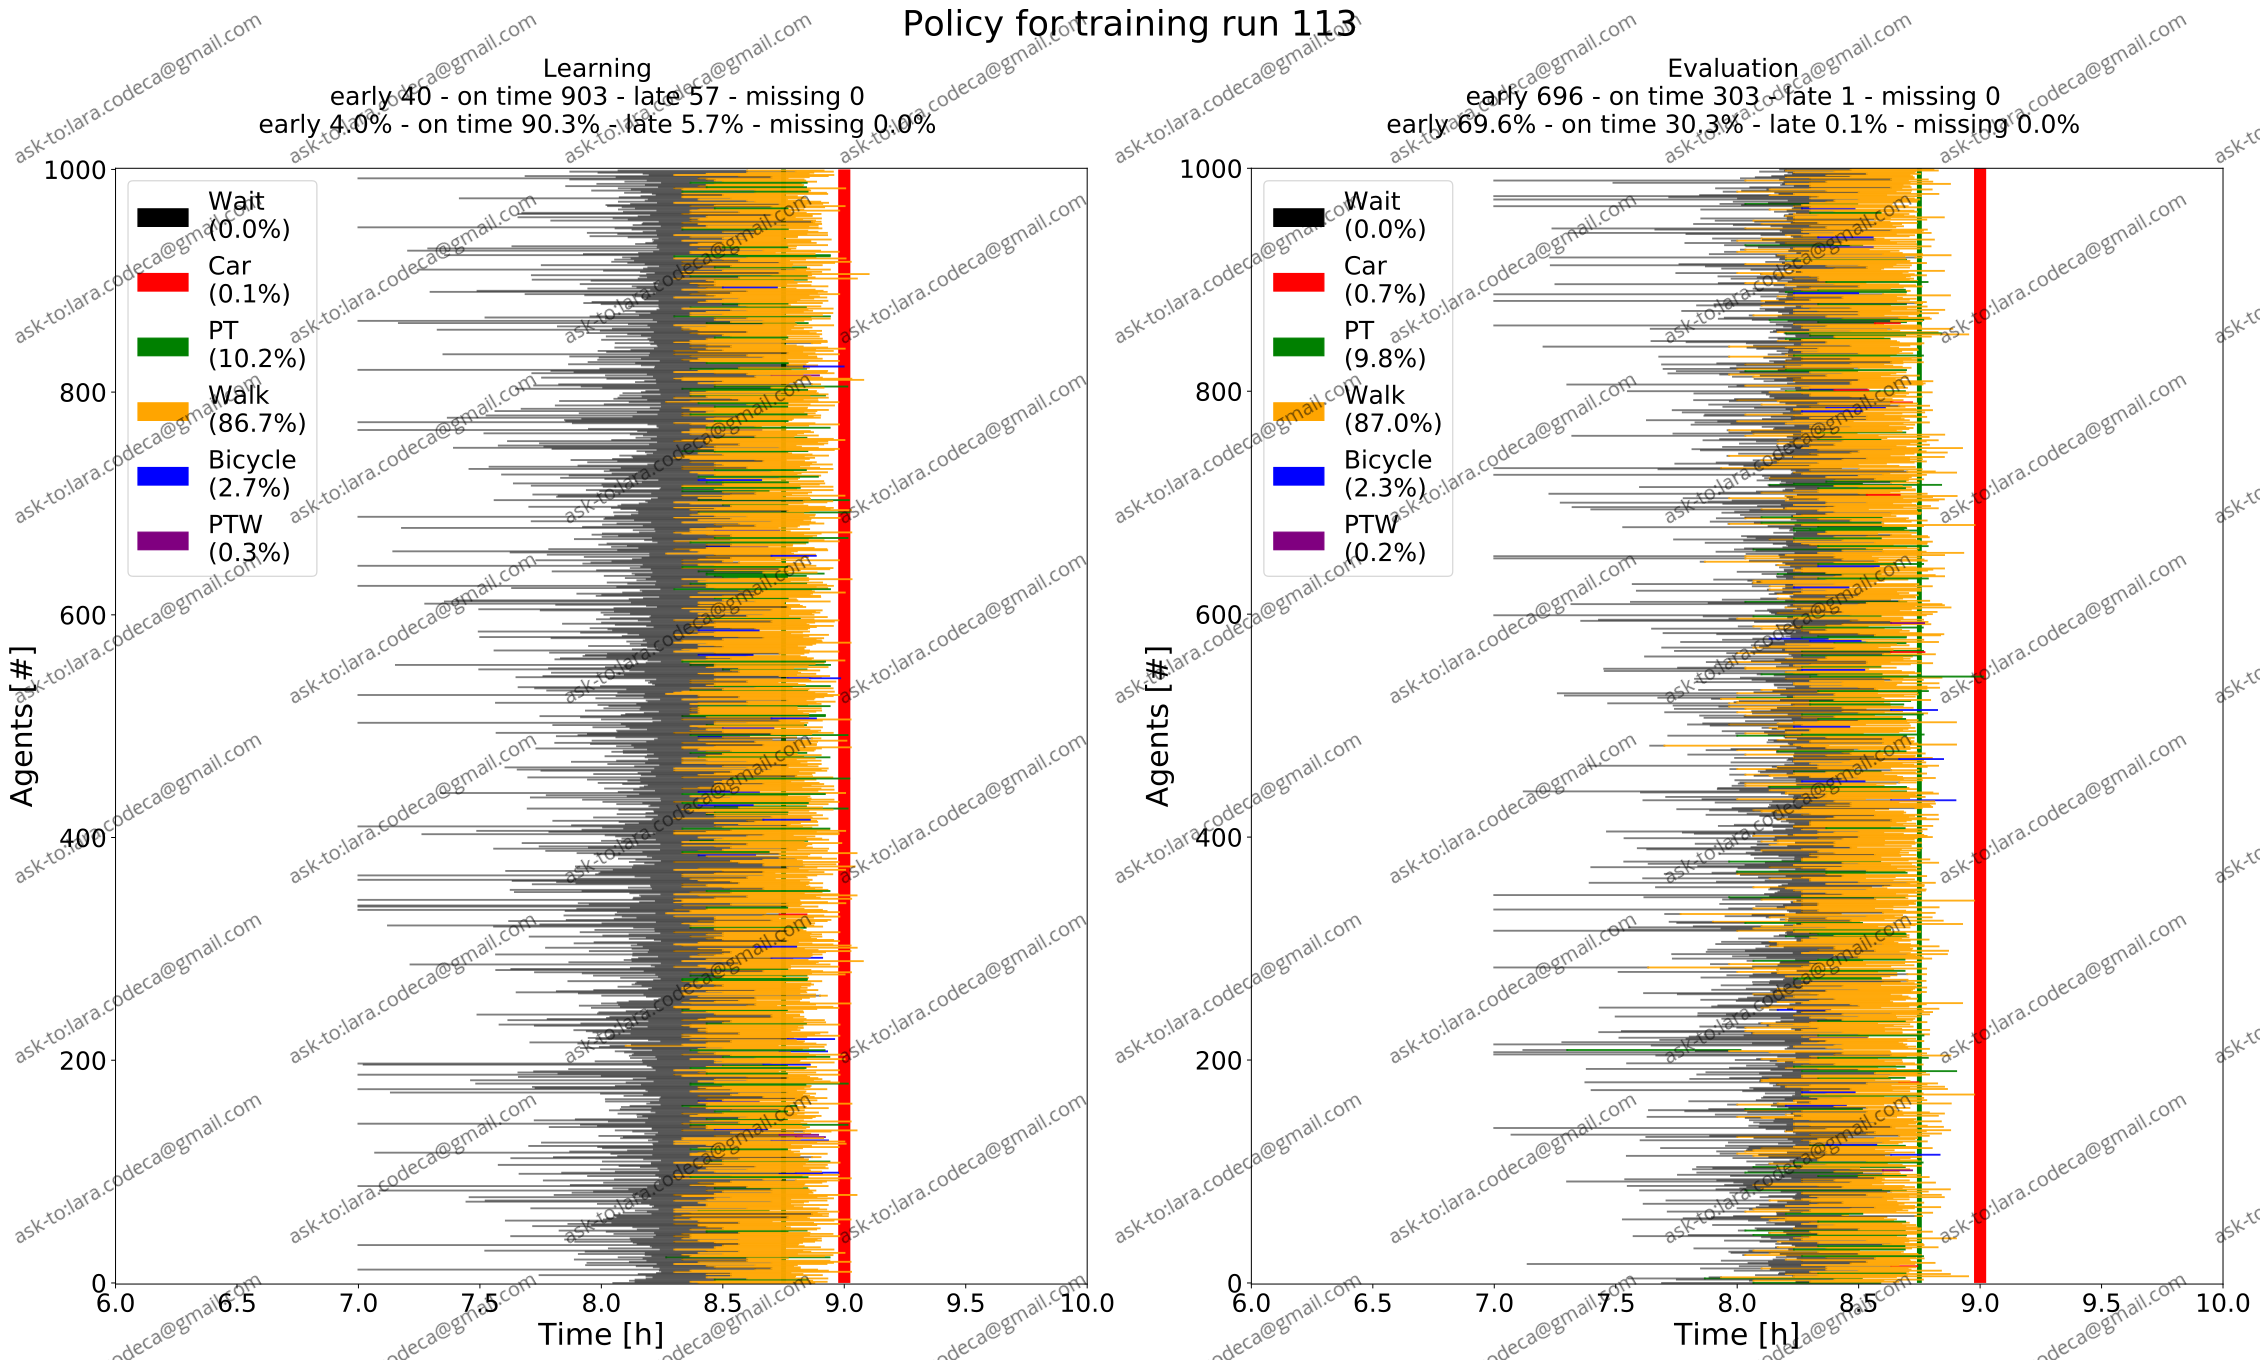 Policy for training run 113
Learning
early 40 - on time 903 - late 57 - missing 0
early 4.0% - on time 90.3% - late 5.7% - missing 0.0%
1000
800
600
400
200
0
Agents [#]
Wait
(0.0%)
Car
(0.1%)
PT
(10.2%)
Walk
(86.7%)
Bicycle
(2.7%)
PTW
(0.3%)
6.0 6.5 7.0 7.5 8.0 8.5 9.0 9.5 10.0
Time [h]
Evaluation
early 696 - on time 303 - late 1 - missing 0
early 69.6% - on time 30.3% - late 0.1% - missing 0.0%
1000
800
600
400
200
0
Agents [#]
Wait
(0.0%)
Car
(0.7%)
PT
(9.8%)
Walk
(87.0%)
Bicycle
(2.3%)
PTW
(0.2%)
6.0 6.5 7.0 7.5 8.0 8.5 9.0 9.5 10.0
Time [h]
ask-to:lara.codeca@gmail.com